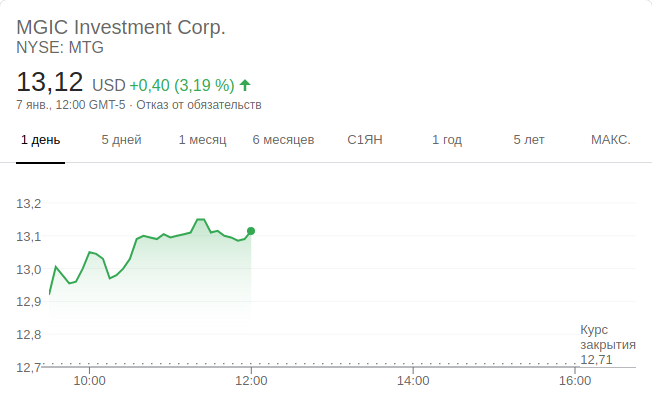 MGIC Investment Corp.
NYSE: MTG
13,12 USD +0,40 (3,19 %)
7 янв., 12:00 GMT-5 · Отказ от обязательств
1 день 5 дней 1 месяц 6 месяцев С1ЯН 1 год 5 лет МАКС.
13,2
13,1
13,0
12,9
12,8
12,7
Курс
закрытия
12,71
10:00 12:00 14:00 16:00